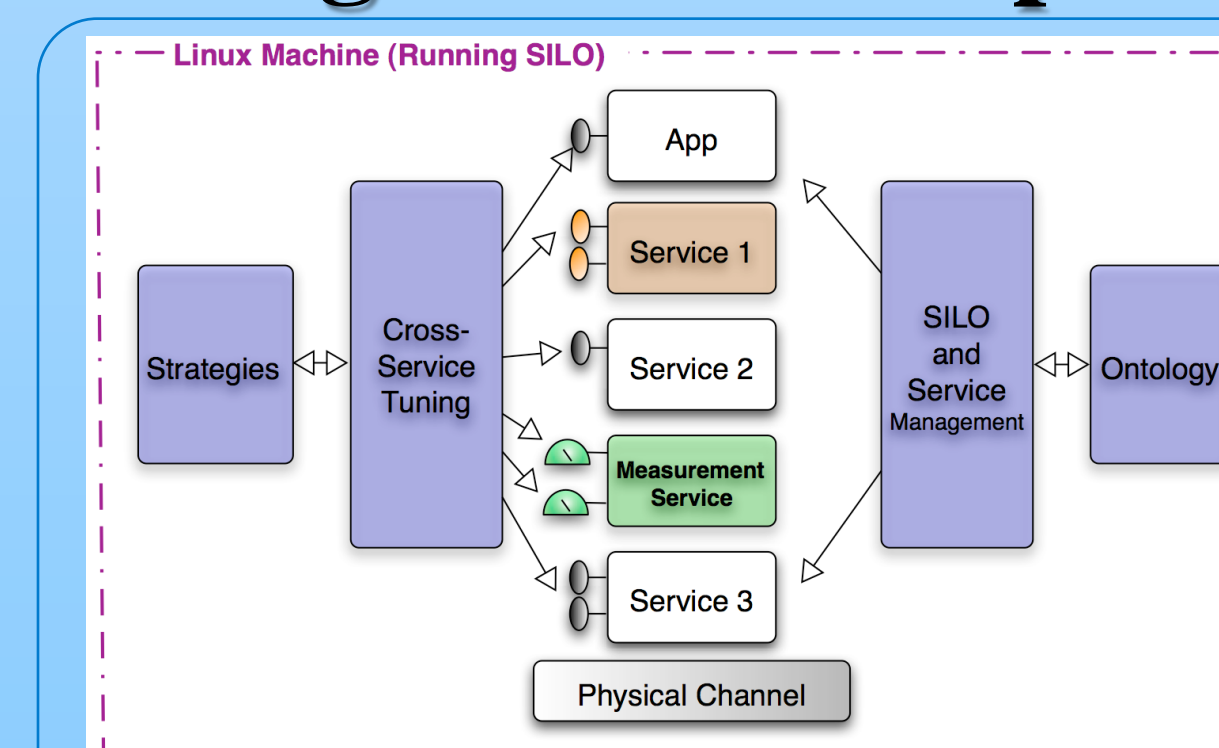 Linux Machine (Running SILO)
App
Service 1
Strategies
Cross-
Service
Tuning
Service 2
SILO
and
Service
Management
Ontology
Measurement
Service
Service 3
Physical Channel